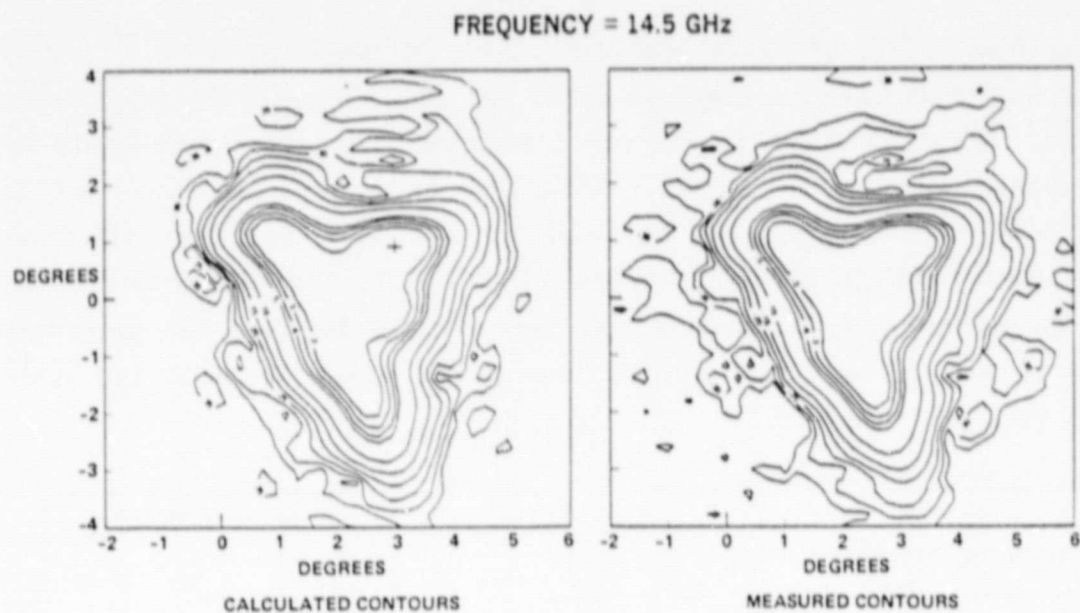 FREQUENCY = 14.5 GHz
4
3
2
1
DEGREES
0
-1
-2
-3
-4
-2 -1 0 1 2 3 4 5 6
-2 -1 0 1 2 3 4 5 6
DEGREES
DEGREES
CALCULATED CONTOURS
MEASURED CONTOURS